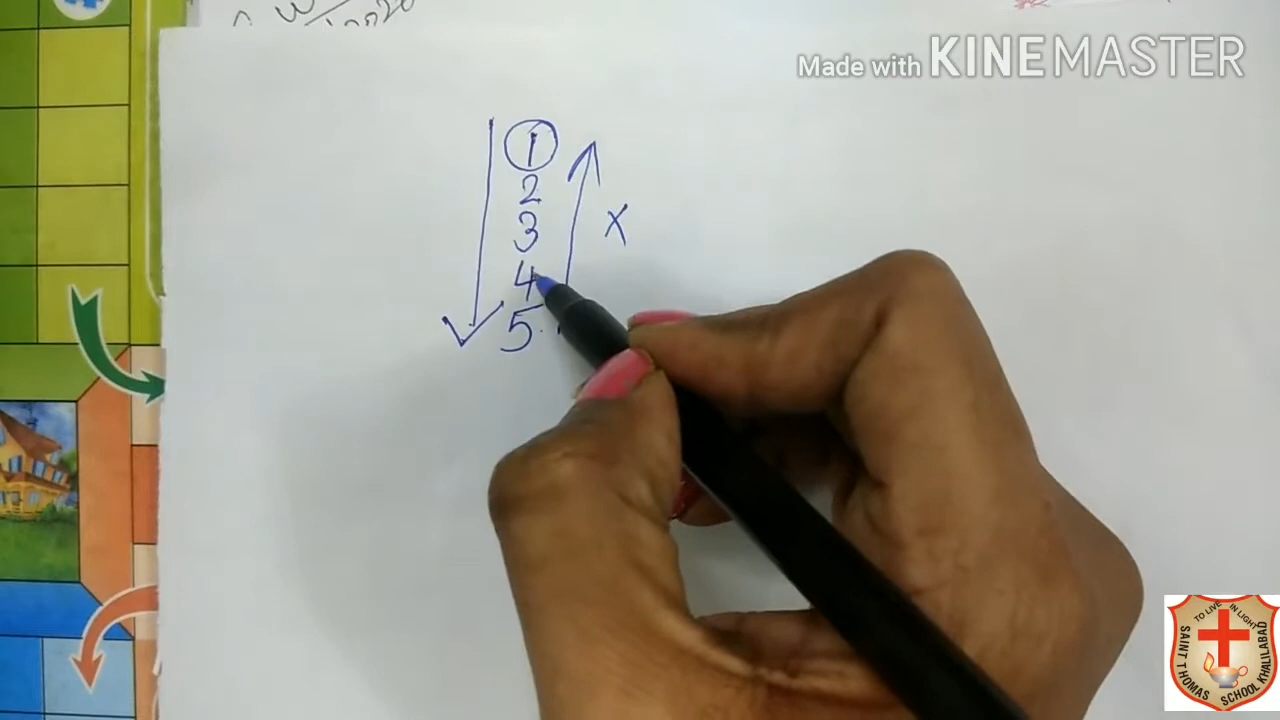 Made with KINEMASTER
1
2
3
X
4
5.
TO LIVE IN LIGHT
SAINT THOMAS SCHOOL KHALILABAD